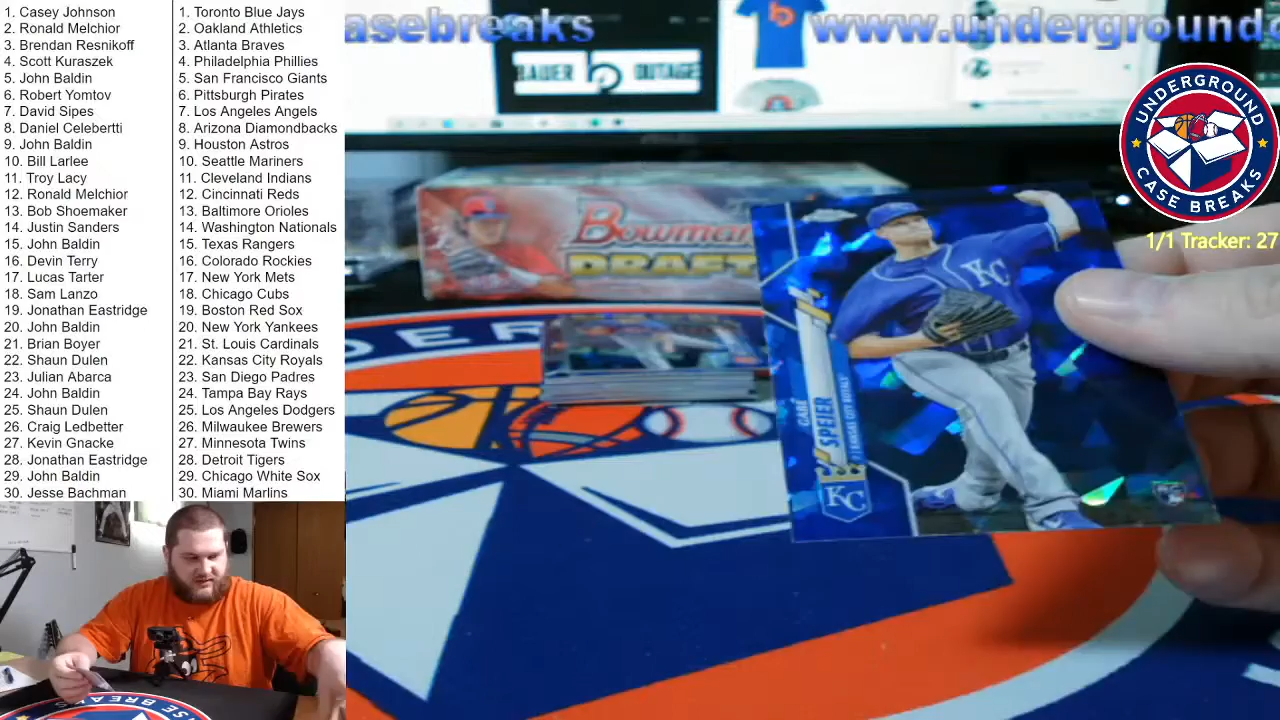 1. Casey Johnson
2. Ronald Melchior
3. Brendan Resnikoff
4. Scott Kuraszek
5. John Baldin
6. Robert Yomtov
7. David Sipes
8. Daniel Celebertti
9. John Baldin
10. Bill Larlee
11. Troy Lacy
12. Ronald Melchior
13. Bob Shoemaker
14. Justin Sanders
15. John Baldin
16. Devin Terry
17. Lucas Tarter
18. Sam Lanzo
19. Jonathan Eastridge
20. John Baldin
21. Brian Boyer
22. Shaun Dulen
23. Julian Abarca
24. John Baldin
25. Shaun Dulen
26. Craig Ledbetter
27. Kevin Gnacke
28. Jonathan Eastridge
29. John Baldin
30. Jesse Bachman
1. Toronto Blue Jays
2. Oakland Athletics
3. Atlanta Braves
4. Philadelphia Phillies
5. San Francisco Giants
6. Pittsburgh Pirates
7. Los Angeles Angels
8. Arizona Diamondbacks
9. Houston Astros
10. Seattle Mariners
11. Cleveland Indians
12. Cincinnati Reds
13. Baltimore Orioles
14. Washington Nationals
15. Texas Rangers
16. Colorado Rockies
17. New York Mets
18. Chicago Cubs
19. Boston Red Sox
20. New York Yankees
21. St. Louis Cardinals
22. Kansas City Royals
23. San Diego Padres
24. Tampa Bay Rays
25. Los Angeles Dodgers
26. Milwaukee Brewers
27. Minnesota Twins
28. Detroit Tigers
29. Chicago White Sox
30. Miami Marlins
asebreaks
www.undergroundc
BAUER OUTAGE
UNDERGROUND
CASE BREAKS
1/1 Tracker: 27
Bowman
DRAFT
KC
GABE
SPEIER
KANSAS CITY ROYALS
KC
DER
SE BREAKS